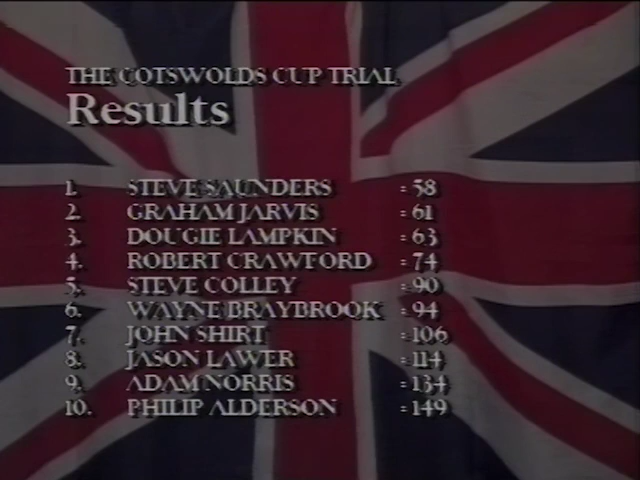 THE COTSWOLDS CUP TRIAL
Results
1. STEVE SAUNDERS = 58
2. GRAHAM JARVIS = 61
3. DOUGIE LAMPKIN = 63
4. ROBERT CRAWFORD = 74
5. STEVE COLLEY = 90
6. WAYNE BRAYBROOK = 94
7. JOHN SHIRT = 106
8. JASON LAWER = 114
9. ADAM NORRIS = 134
10. PHILIP ALDERSON = 149